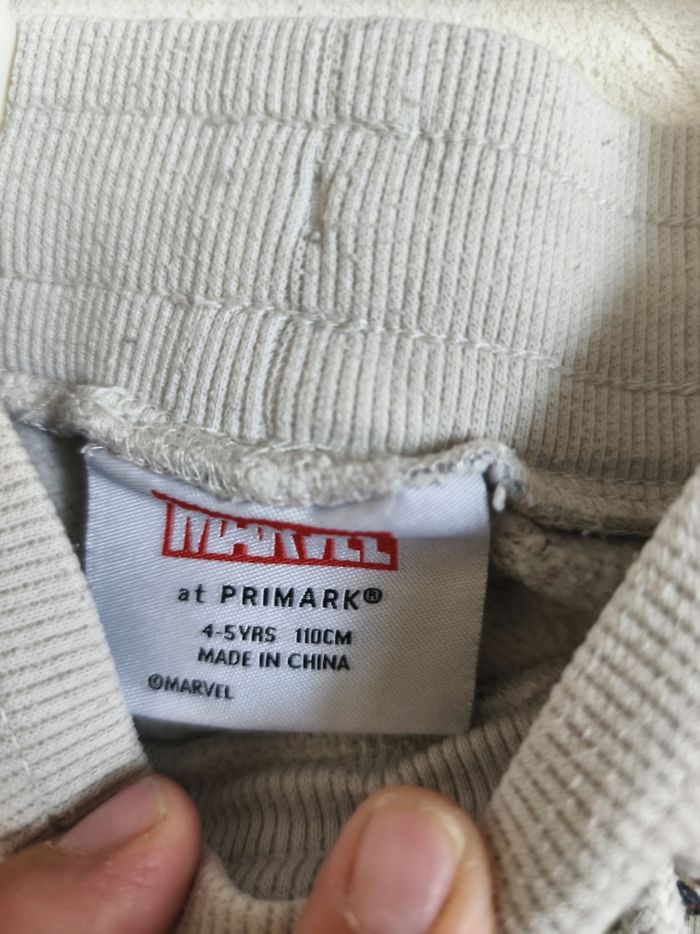 MARVEL
at PRIMARK®
4-5YRS 110CM
MADE IN CHINA
©MARVEL